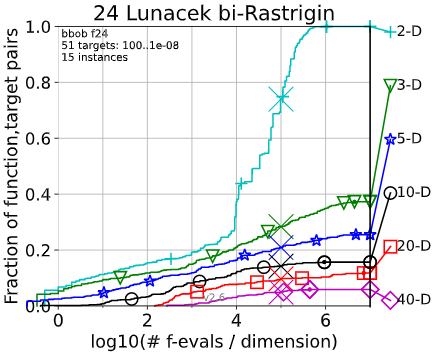 24 Lunacek bi-Rastrigin
bbob f24
51 targets: 100..1e-08
15 instances
Fraction of function,target pairs
1.0
0.8
0.6
0.4
0.2
0.0
2-D
3-D
5-D
10-D
20-D
40-D
v2.6
0
2
4
6
log10(# f-evals / dimension)